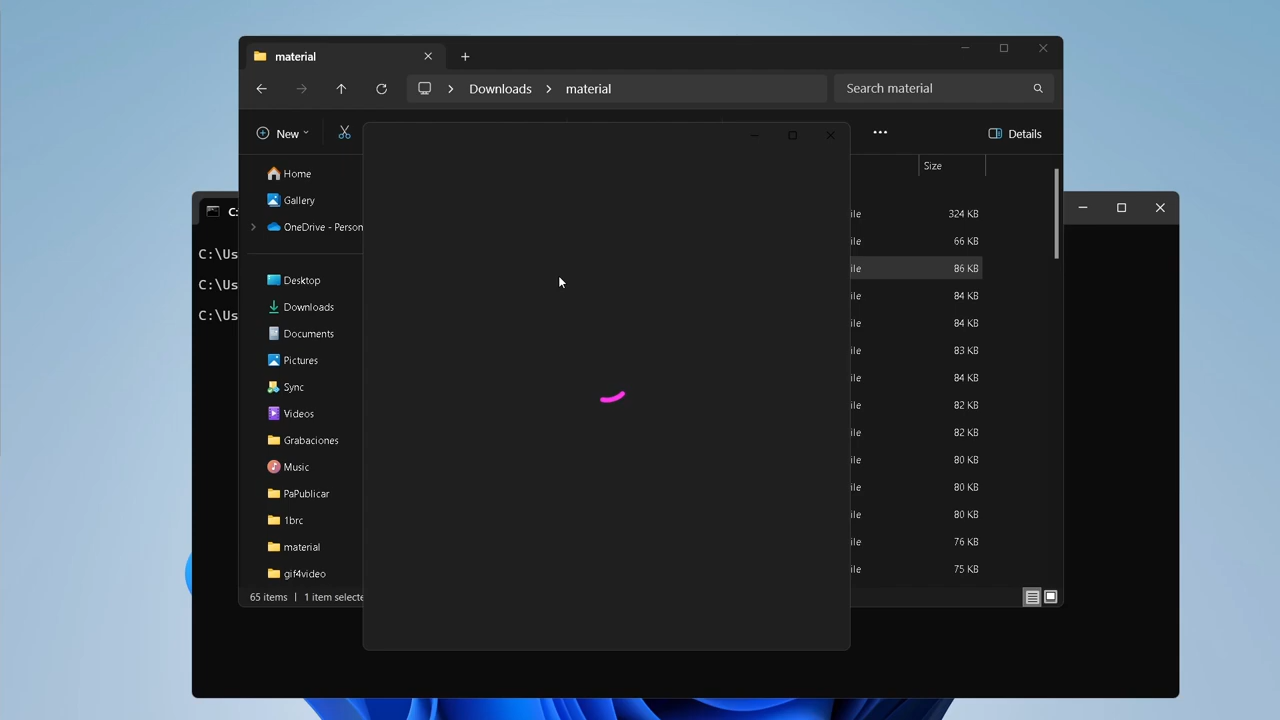 material
Downloads
material
Search material
New
Details
Home
Gallery
OneDrive - Person
Size
Desktop
Downloads
Documents
Pictures
Sync
Videos
Grabaciones
Music
PaPublicar
1brc
material
gif4video
ile 324 KB
ile 66 KB
ile 86 KB
ile 84 KB
ile 84 KB
ile 83 KB
ile 84 KB
ile 82 KB
ile 82 KB
ile 80 KB
ile 80 KB
ile 80 KB
ile 76 KB
ile 75 KB
65 items
1 item selecte
C:
C:\Us
C:\Us
C:\Us